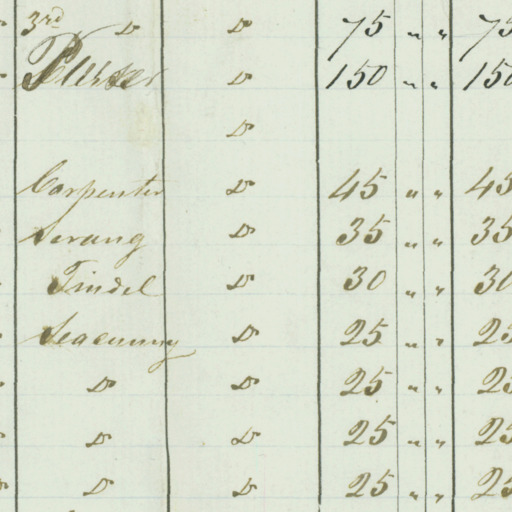 3rd Do Do 75 " " 75
Purser Do 150 " " 150
Do
Carpenter Do 45 " " 45
Serang Do 35 " " 35
Tindel Do 30 " " 30
Seacunny Do 25 " " 25
Do Do 25 " " 25
Do Do 25 " " 25
Do Do 25 " " 25